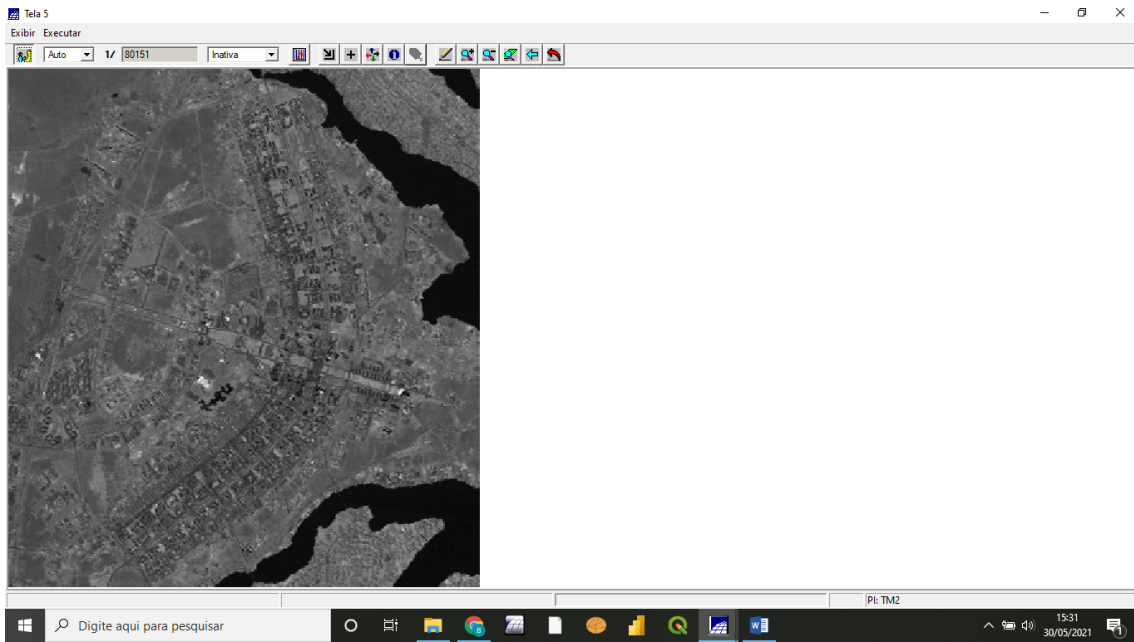 Tela 5
Exibir Executar
Auto 1/ 80151 Inativa
PI: TM2
Digite aqui para pesquisar
15:31
30/05/2021
1